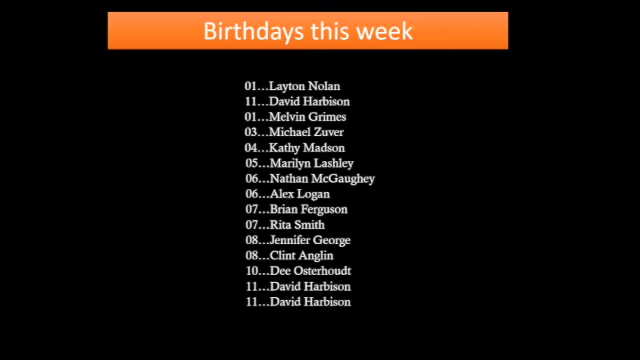 Birthdays this week
01...Layton Nolan
11...David Harbison
01...Melvin Grimes
03...Michael Zuver
04...Kathy Madson
05...Marilyn Lashley
06...Nathan McGaughey
06...Alex Logan
07...Brian Ferguson
07...Rita Smith
08...Jennifer George
08...Clint Anglin
10...Dee Osterhoudt
11...David Harbison
11...David Harbison